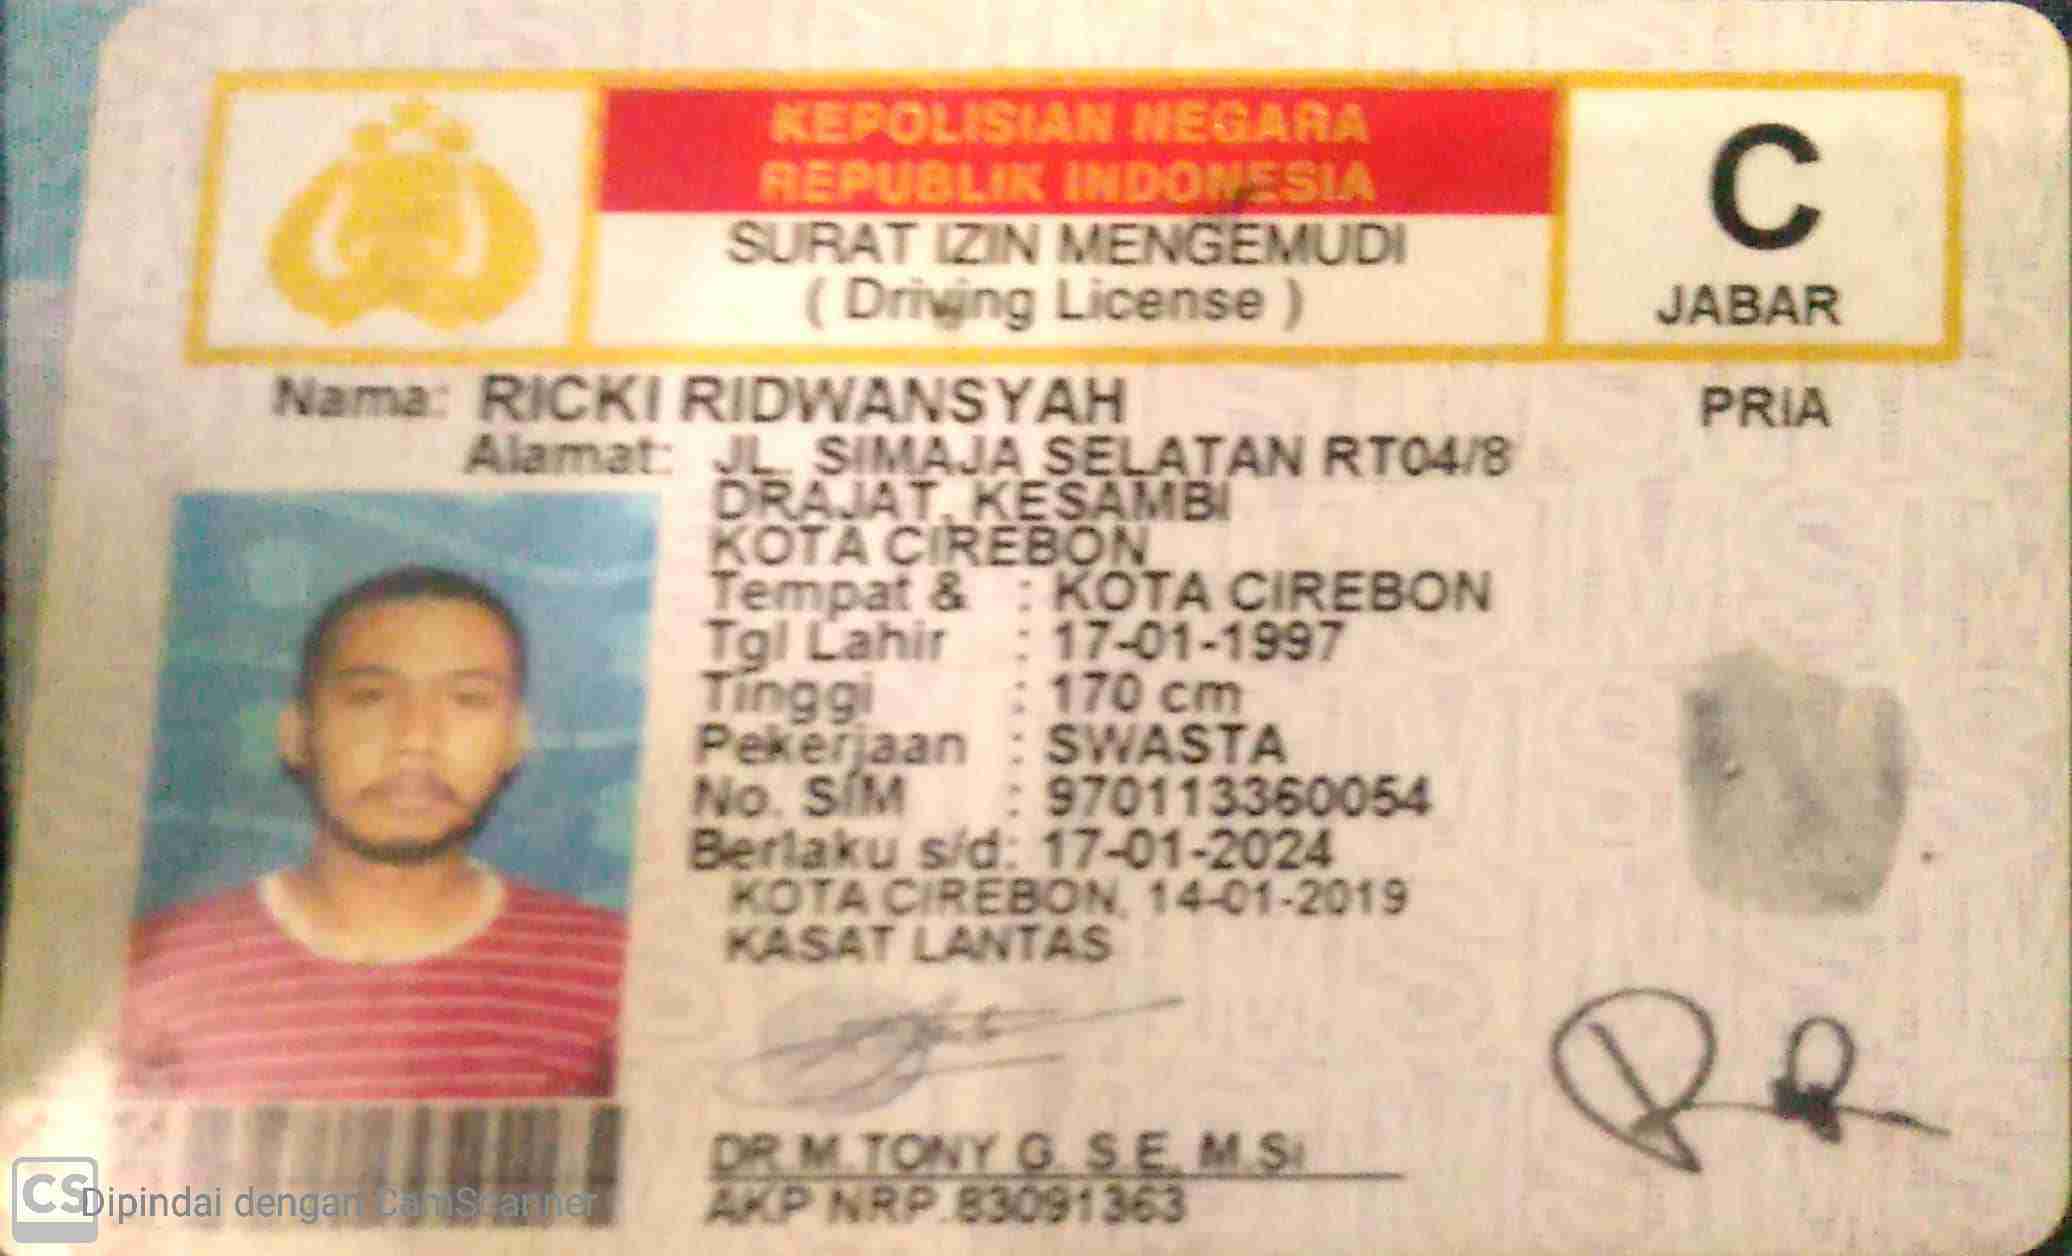 KEPOLISIAN NEGARA
REPUBLIK INDONESIA
SURAT IZIN MENGEMUDI
( Driving License )
C
JABAR
Nama: RICKI RIDWANSYAH
PRIA
Alamat: JL. SIMAJA SELATAN RT04/8
DRAJAT, KESAMBI
KOTA CIREBON
Tempat & : KOTA CIREBON
Tgl Lahir : 17-01-1997
Tinggi : 170 cm
Pekerjaan : SWASTA
No. SIM : 970113360054
Berlaku s/d: 17-01-2024
KOTA CIREBON, 14-01-2019
KASAT LANTAS
DR.M.TONY G. S.E, M.Si
AKP NRP.83091363
CS Dipindai dengan CamScanner